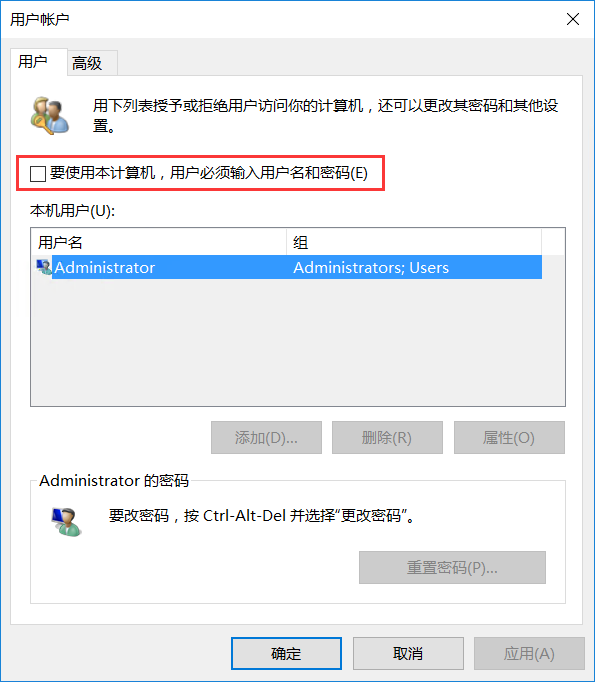 用户帐户
用户
高级
用下列表授予或拒绝用户访问你的计算机，还可以更改其密码和其他设
置。
要使用本计算机，用户必须输入用户名和密码(E)
本机用户(U):
用户名 组
Administrator Administrators; Users
添加(D)... 删除(R) 属性(O)
Administrator 的密码
要改密码，按 Ctrl-Alt-Del 并选择“更改密码”。
重置密码(P)...
确定 取消 应用(A)